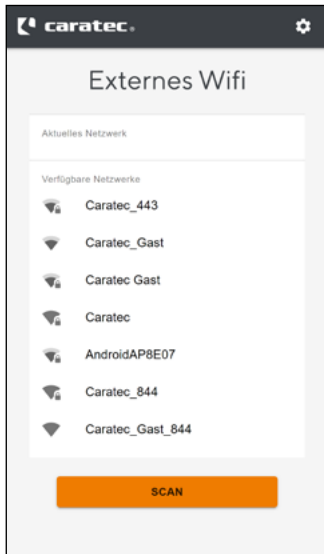 caratec.
Externes Wifi
Aktuelles Netzwerk
Verfügbare Netzwerke
Caratec_443
Caratec_Gast
Caratec Gast
Caratec
AndroidAP8E07
Caratec_844
Caratec_Gast_844
SCAN